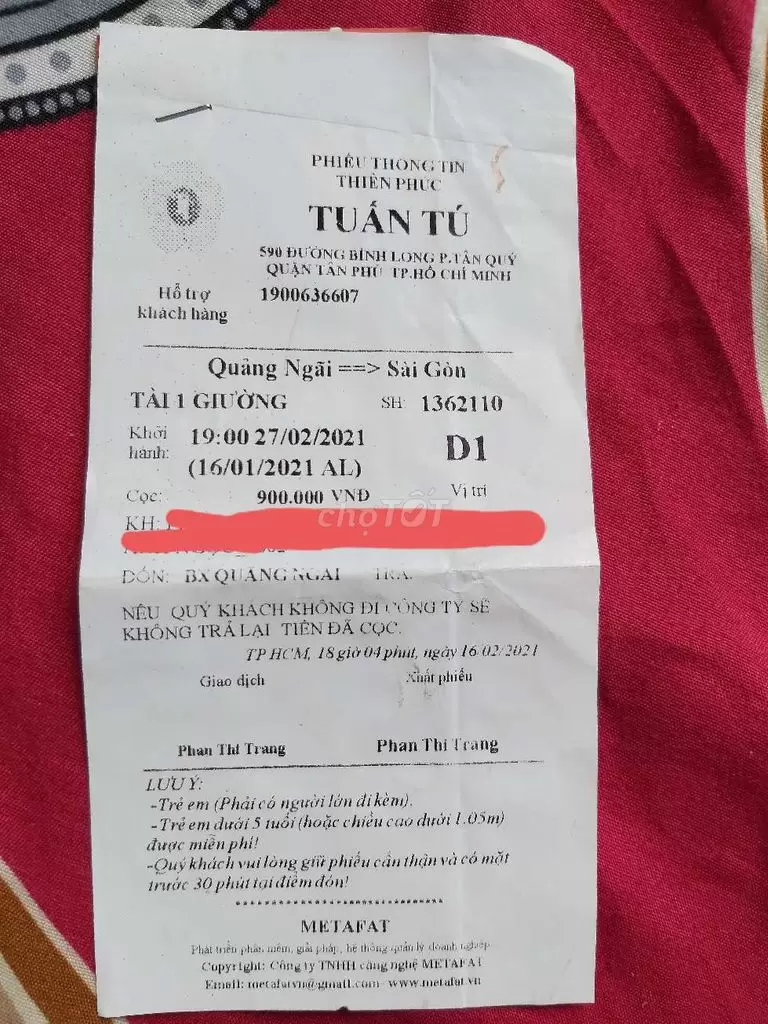 PHIẾU THÔNG TIN
THIÊN PHÚC
TUẤN TÚ
590 ĐƯỜNG BÌNH LONG P.TÂN QUÝ
QUẬN TÂN PHÚ TP.HỒ CHÍ MINH
Hỗ trợ khách hàng 1900636607
Quảng Ngãi ==> Sài Gòn
TÀI 1 GIƯỜNG SH: 1362110
Khởi hành: 19:00 27/02/2021 D1
(16/01/2021 AL)
Cọc: 900.000 VNĐ Vị trí
chợTỐT
KH:
ĐÓN: BX QUẢNG NGÃI TRẢ:
NẾU QUÝ KHÁCH KHÔNG ĐI CÔNG TY SẼ
KHÔNG TRẢ LẠI TIỀN ĐÃ CỌC.
TP HCM, 18 giờ 04 phút, ngày 16/02/2021
Giao dịch Xuất phiếu
Phan Thi Trang Phan Thi Trang
LƯU Ý:
-Trẻ em (Phải có người lớn đi kèm).
-Trẻ em dưới 5 tuổi (hoặc chiều cao dưới 1.05m)
được miễn phí!
-Quý khách vui lòng giữ phiếu cẩn thận và có mặt
trước 30 phút tại điểm đón!
********************************
METAFAT
Phát triển phần mềm, giải pháp, hệ thống quản lý doanh nghiệp
Copyright: Công ty TNHH công nghệ METAFAT
Email: metafatvn@gmail.com - www.metafat.vn